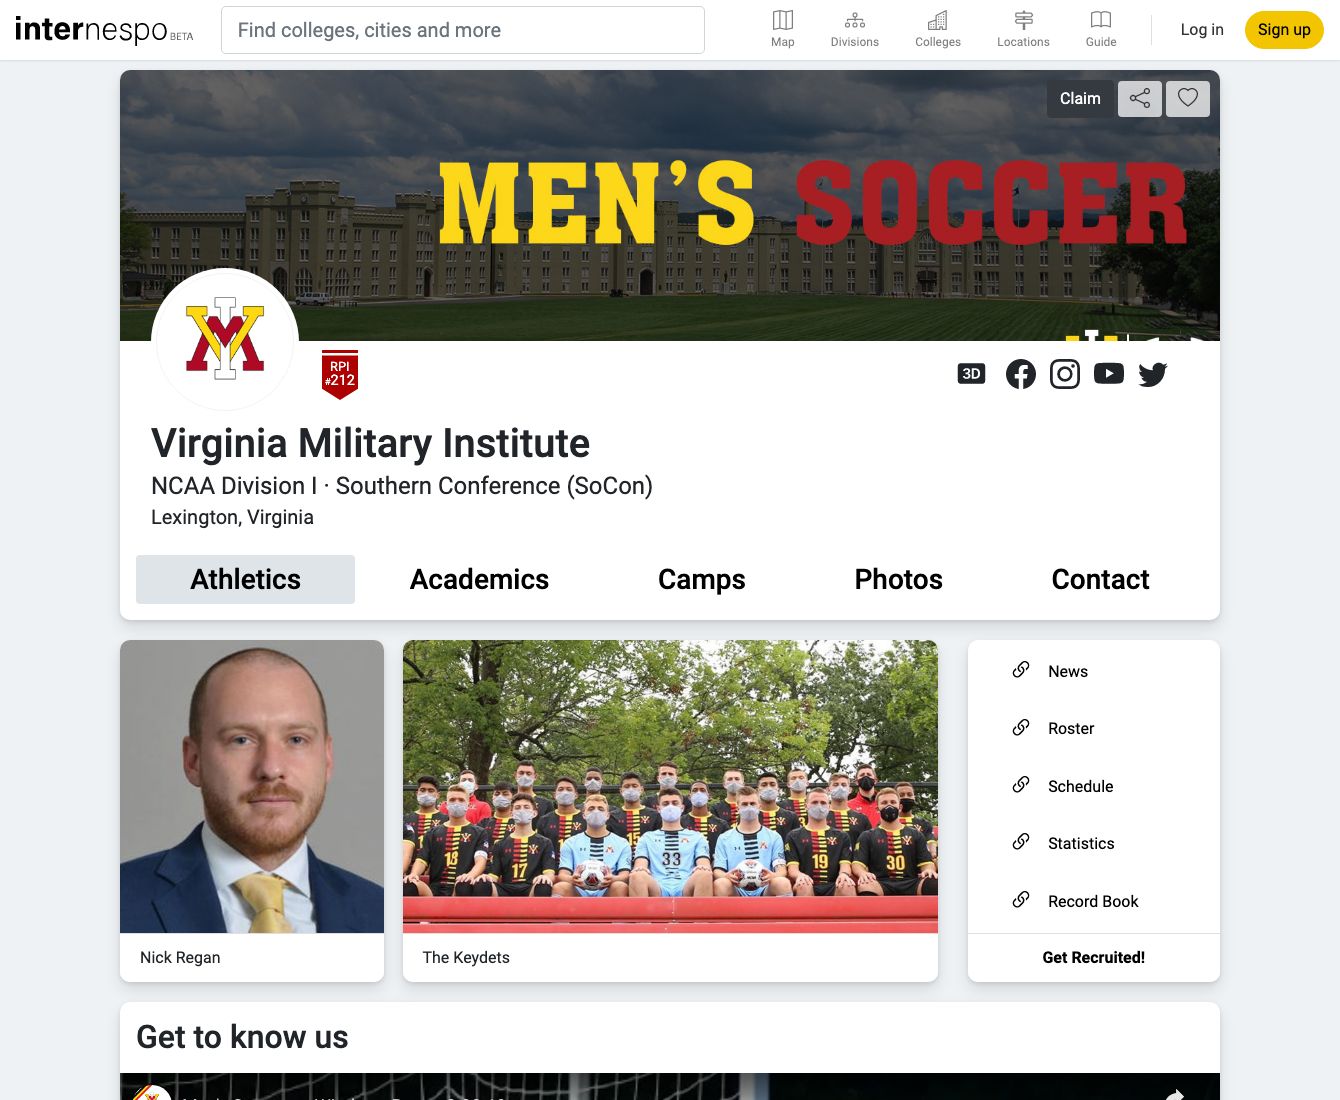 internespo BETA
Find colleges, cities and more
Map
Divisions
Colleges
Locations
Guide
Log in
Sign up
Claim
MEN'S SOCCER
VMI
RPI
#212
3D
Virginia Military Institute
NCAA Division I · Southern Conference (SoCon)
Lexington, Virginia
Athletics
Academics
Camps
Photos
Contact
18
17
33
19
30
Nick Regan
The Keydets
News
Roster
Schedule
Statistics
Record Book
Get Recruited!
Get to know us